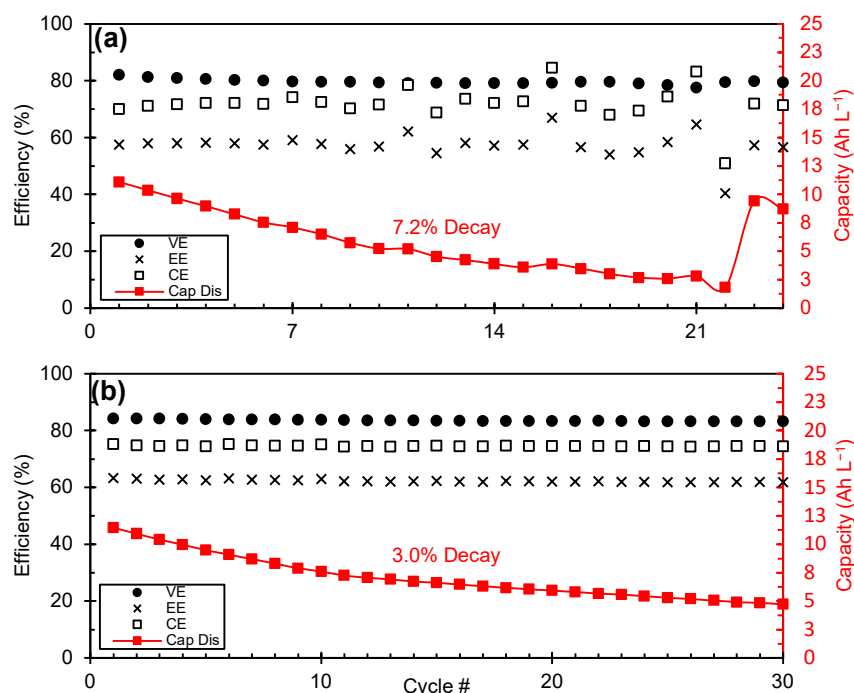 (a)
Efficiency (%)
100
80
60
40
20
0
7.2% Decay
VE
EE
CE
Cap Dis
0
7
14
21
25
23
20
18
15
13
10
8
5
3
0
Capacity (Ah L⁻¹)
(b)
Efficiency (%)
100
80
60
40
20
0
3.0% Decay
VE
EE
CE
Cap Dis
0
10
20
30
Cycle #
25
23
20
18
15
13
10
8
5
3
0
Capacity (Ah L⁻¹)